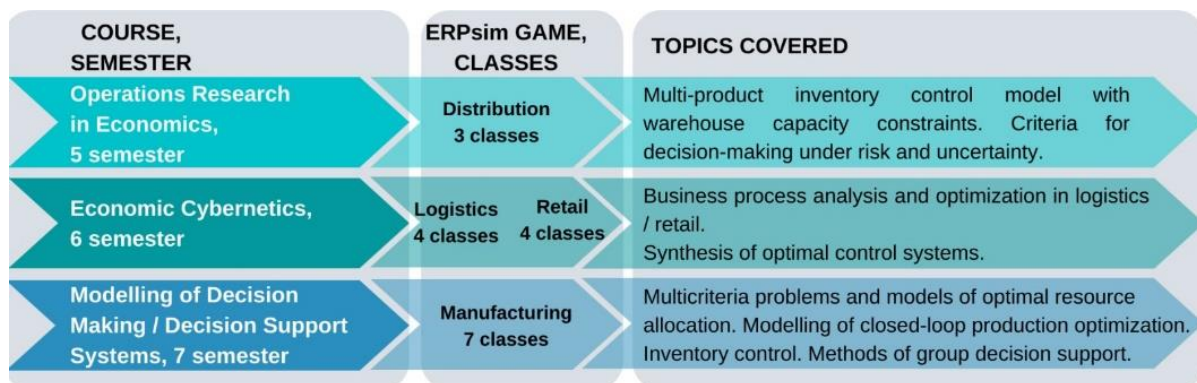 COURSE,
SEMESTER
ERPsim GAME,
CLASSES
TOPICS COVERED
Operations Research
in Economics,
5 semester
Distribution
3 classes
Multi-product inventory control model with
warehouse capacity constraints. Criteria for
decision-making under risk and uncertainty.
Economic Cybernetics,
6 semester
Logistics
4 classes
Retail
4 classes
Business process analysis and optimization in logistics
/ retail.
Synthesis of optimal control systems.
Modelling of Decision
Making / Decision Support
Systems, 7 semester
Manufacturing
7 classes
Multicriteria problems and models of optimal resource
allocation. Modelling of closed-loop production optimization.
Inventory control. Methods of group decision support.